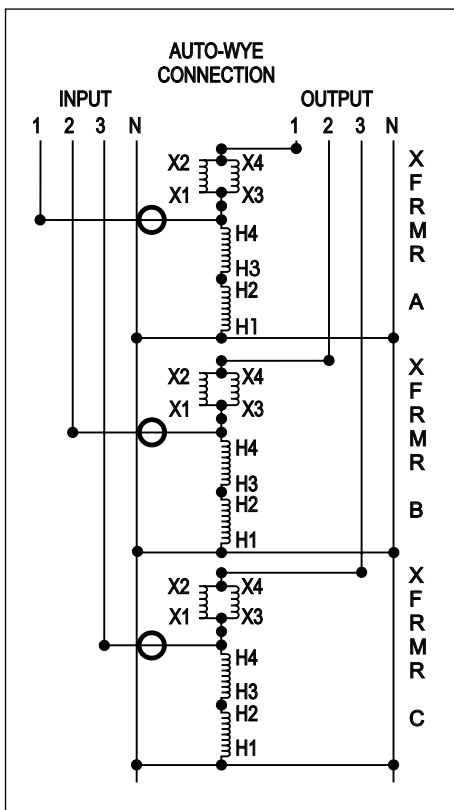 AUTO-WYE
CONNECTION
INPUT OUTPUT
1 2 3 N 1 2 3 N
X2 X4
X1 X3
H4
H3
H2
H1
X
F
R
M
R
A
X2 X4
X1 X3
H4
H3
H2
H1
X
F
R
M
R
B
X2 X4
X1 X3
H4
H3
H2
H1
X
F
R
M
R
C